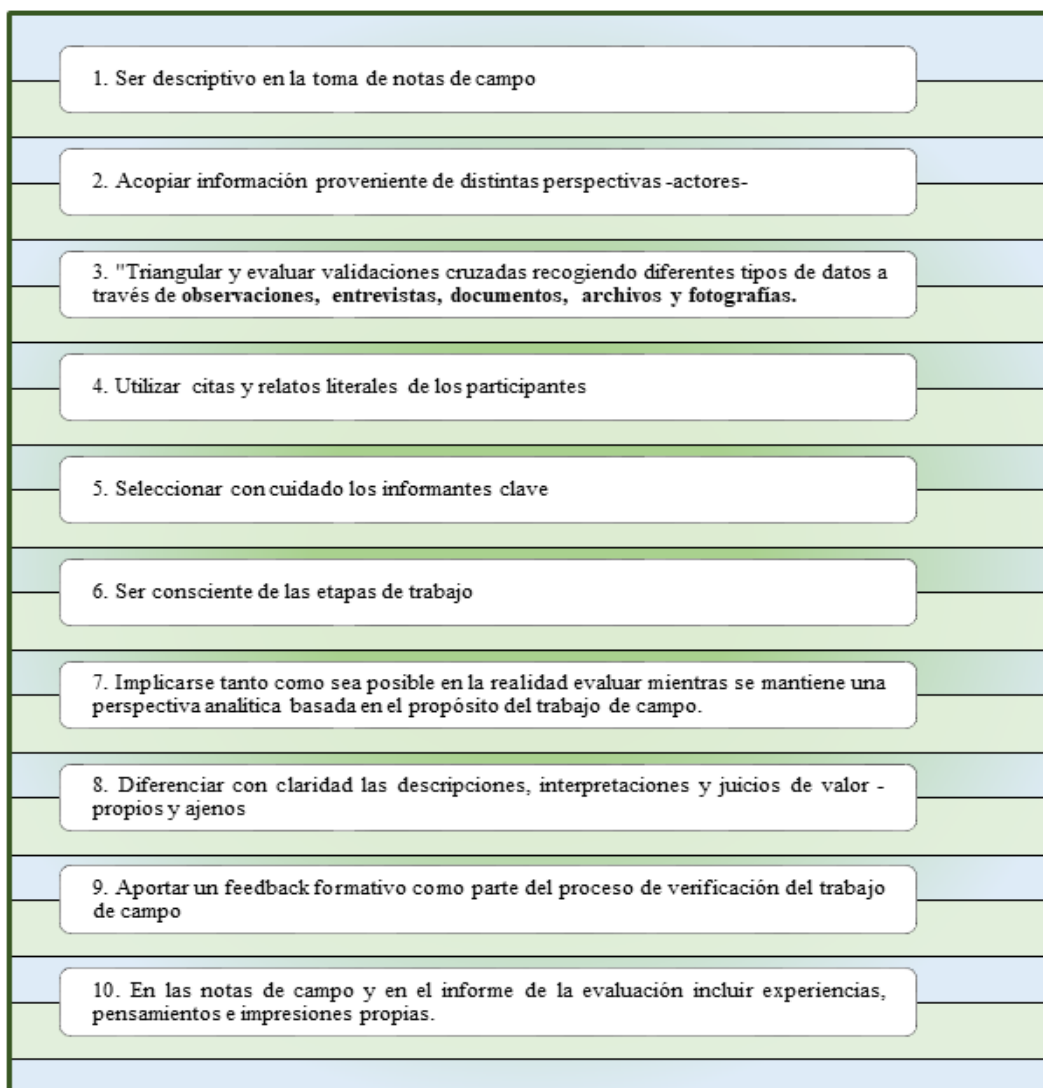 1. Ser descriptivo en la toma de notas de campo
2. Acopiar información proveniente de distintas perspectivas -actores-
3. "Triangular y evaluar validaciones cruzadas recogiendo diferentes tipos de datos a
través de observaciones, entrevistas, documentos, archivos y fotografías.
4. Utilizar citas y relatos literales de los participantes
5. Seleccionar con cuidado los informantes clave
6. Ser consciente de las etapas de trabajo
7. Implicarse tanto como sea posible en la realidad evaluar mientras se mantiene una
perspectiva analítica basada en el propósito del trabajo de campo.
8. Diferenciar con claridad las descripciones, interpretaciones y juicios de valor -
propios y ajenos
9. Aportar un feedback formativo como parte del proceso de verificación del trabajo
de campo
10. En las notas de campo y en el informe de la evaluación incluir experiencias,
pensamientos e impresiones propias.